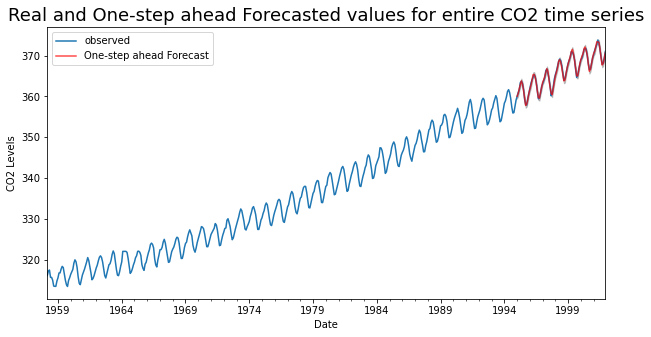 Real and One-step ahead Forecasted values for entire CO2 time series
observed
One-step ahead Forecast
370
360
350
340
330
320
CO2 Levels
1959 1964 1969 1974 1979 1984 1989 1994 1999
Date